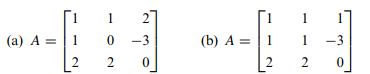 (a) A = [1 1 2; 1 0 −3; 2 2 0] (b) A = [1 1 1; 1 1 −3; 2 2 0]